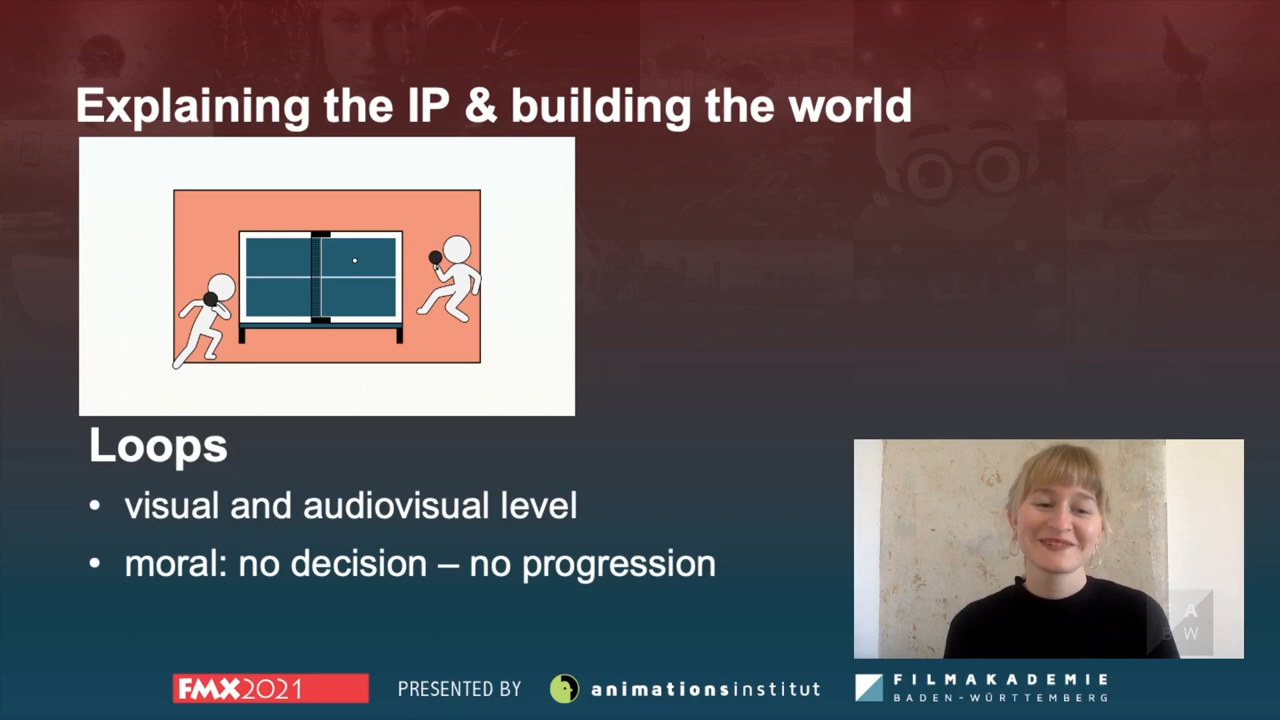 Explaining the IP & building the world
Loops
• visual and audiovisual level
• moral: no decision – no progression
F A
B W
FMX2021
PRESENTED BY
animationsinstitut
FILMAKADEMIE
BADEN-WÜRTTEMBERG